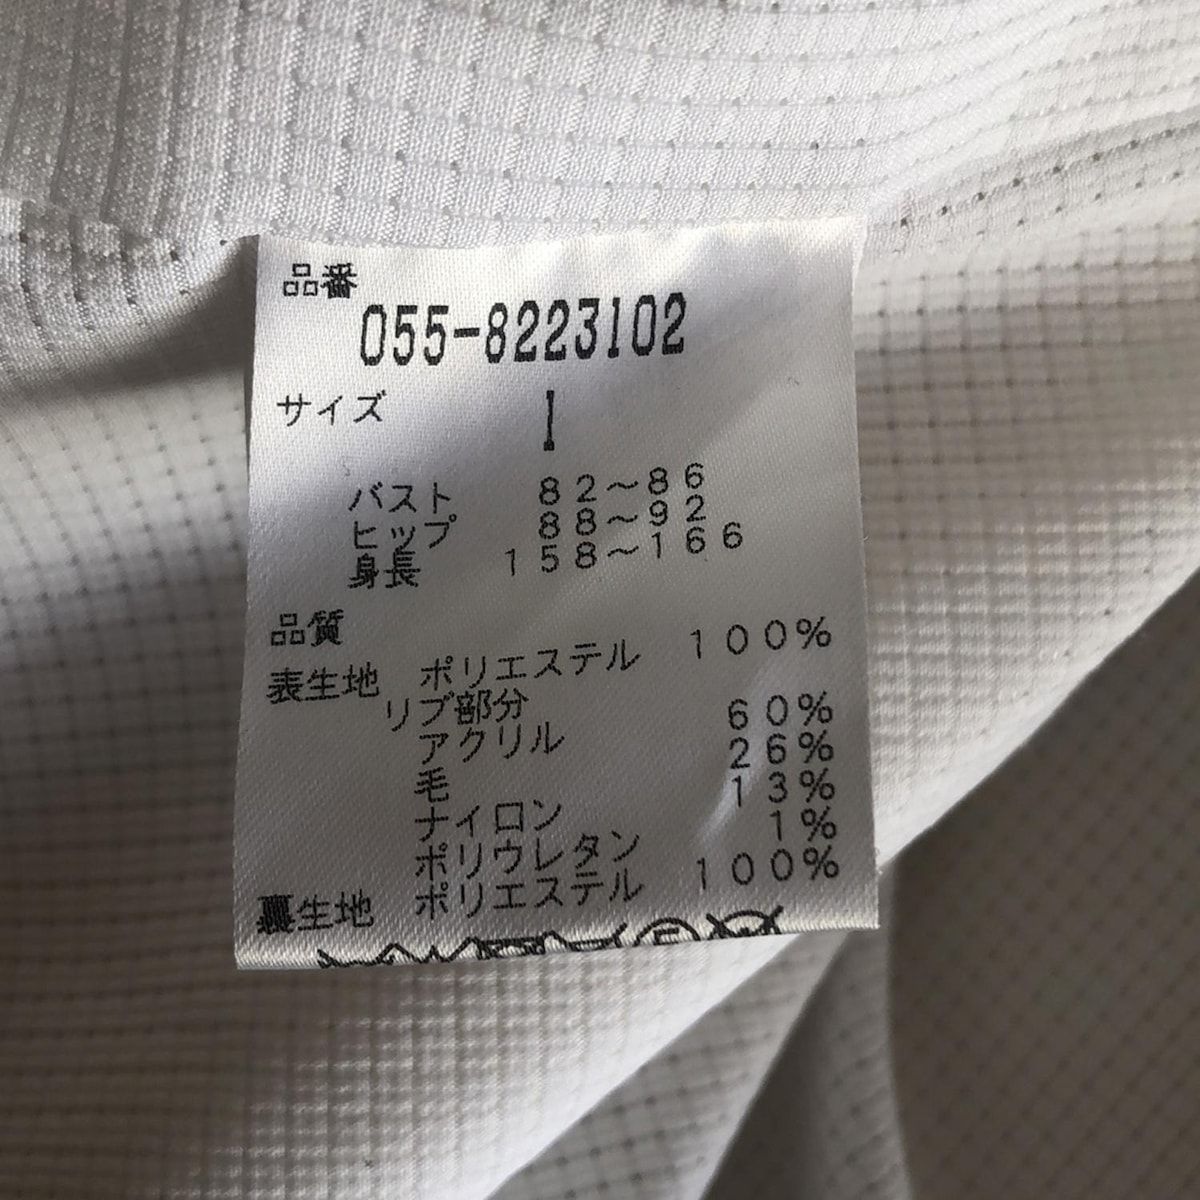 品番
055-8223102
サイズ 1
バスト 82～86
ヒップ 88～92
身長 158～166
品質
表生地 ポリエステル 100%
リブ部分
アクリル 60%
毛 26%
ナイロン 13%
ポリウレタン 1%
裏生地 ポリエステル 100%